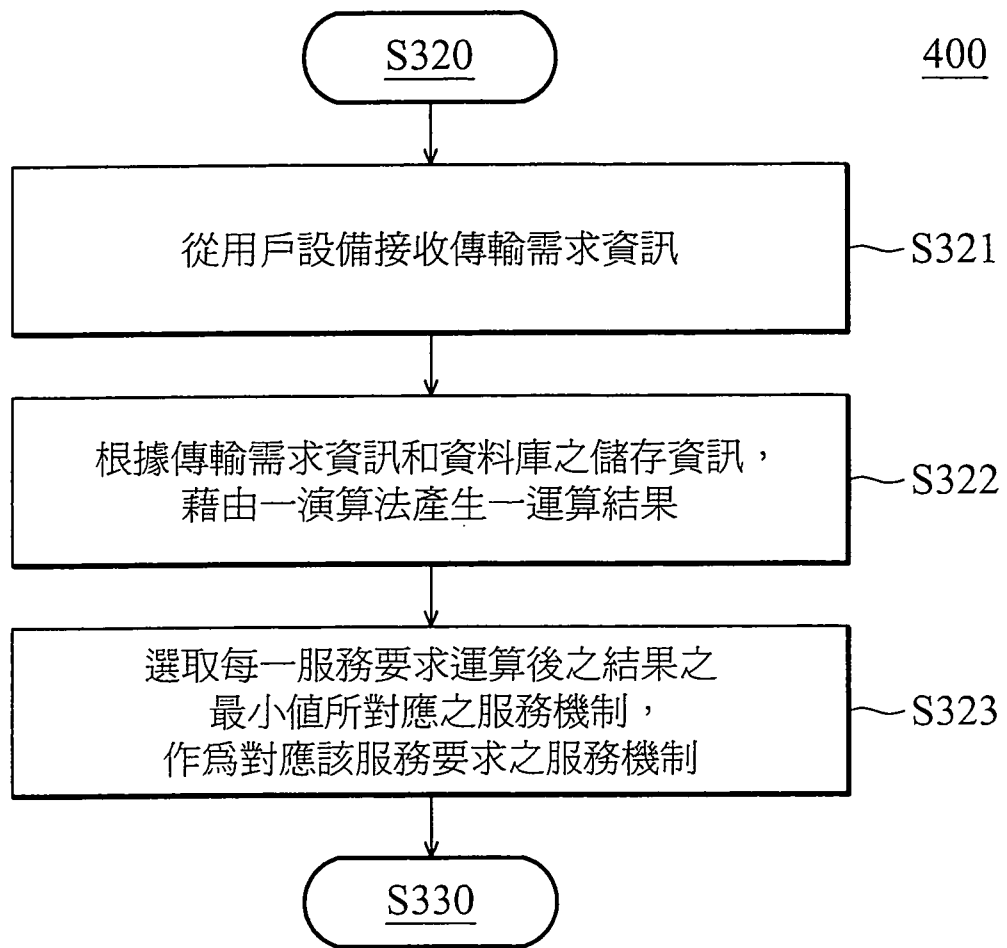 S320
400
從用戶設備接收傳輸需求資訊
S321
根據傳輸需求資訊和資料庫之儲存資訊，
藉由一演算法產生一運算結果
S322
選取每一服務要求運算後之結果之
最小值所對應之服務機制，
作爲對應該服務要求之服務機制
S323
S330